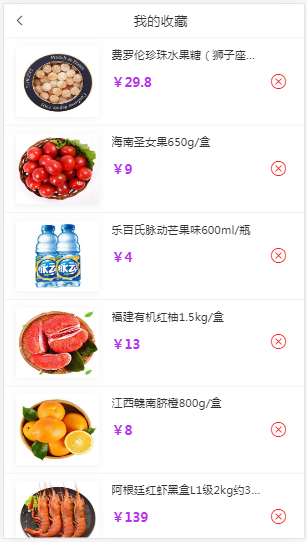 我的收藏
费罗伦珍珠水果糖（狮子座...
￥29.8
海南圣女果650g/盒
￥9
乐百氏脉动芒果味600ml/瓶
￥4
福建有机红柚1.5kg/个
￥13
江西赣南脐橙800g/盒
￥8
阿根廷红虾黑盒L1级2kg约3...
￥139